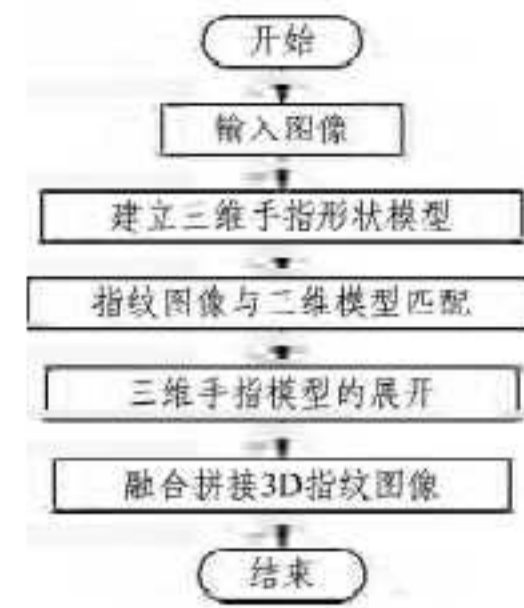 开始
输入图像
建立三维手指形状模型
指纹图像与二维模型匹配
三维手指模型的展开
融合拼接3D指纹图像
结束